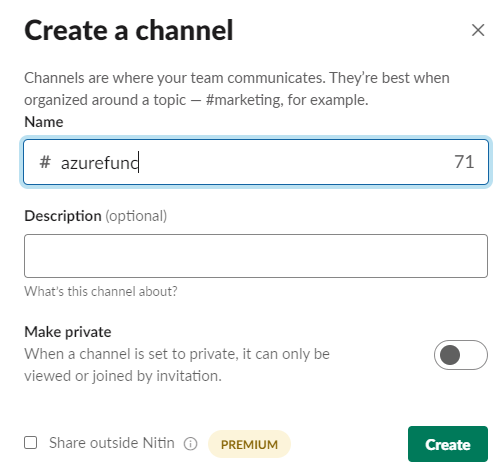 Create a channel
Channels are where your team communicates. They're best when
organized around a topic — #marketing, for example.
Name
# azurefunc 71
Description (optional)
What's this channel about?
Make private
When a channel is set to private, it can only be
viewed or joined by invitation.
Share outside Nitin PREMIUM
Create